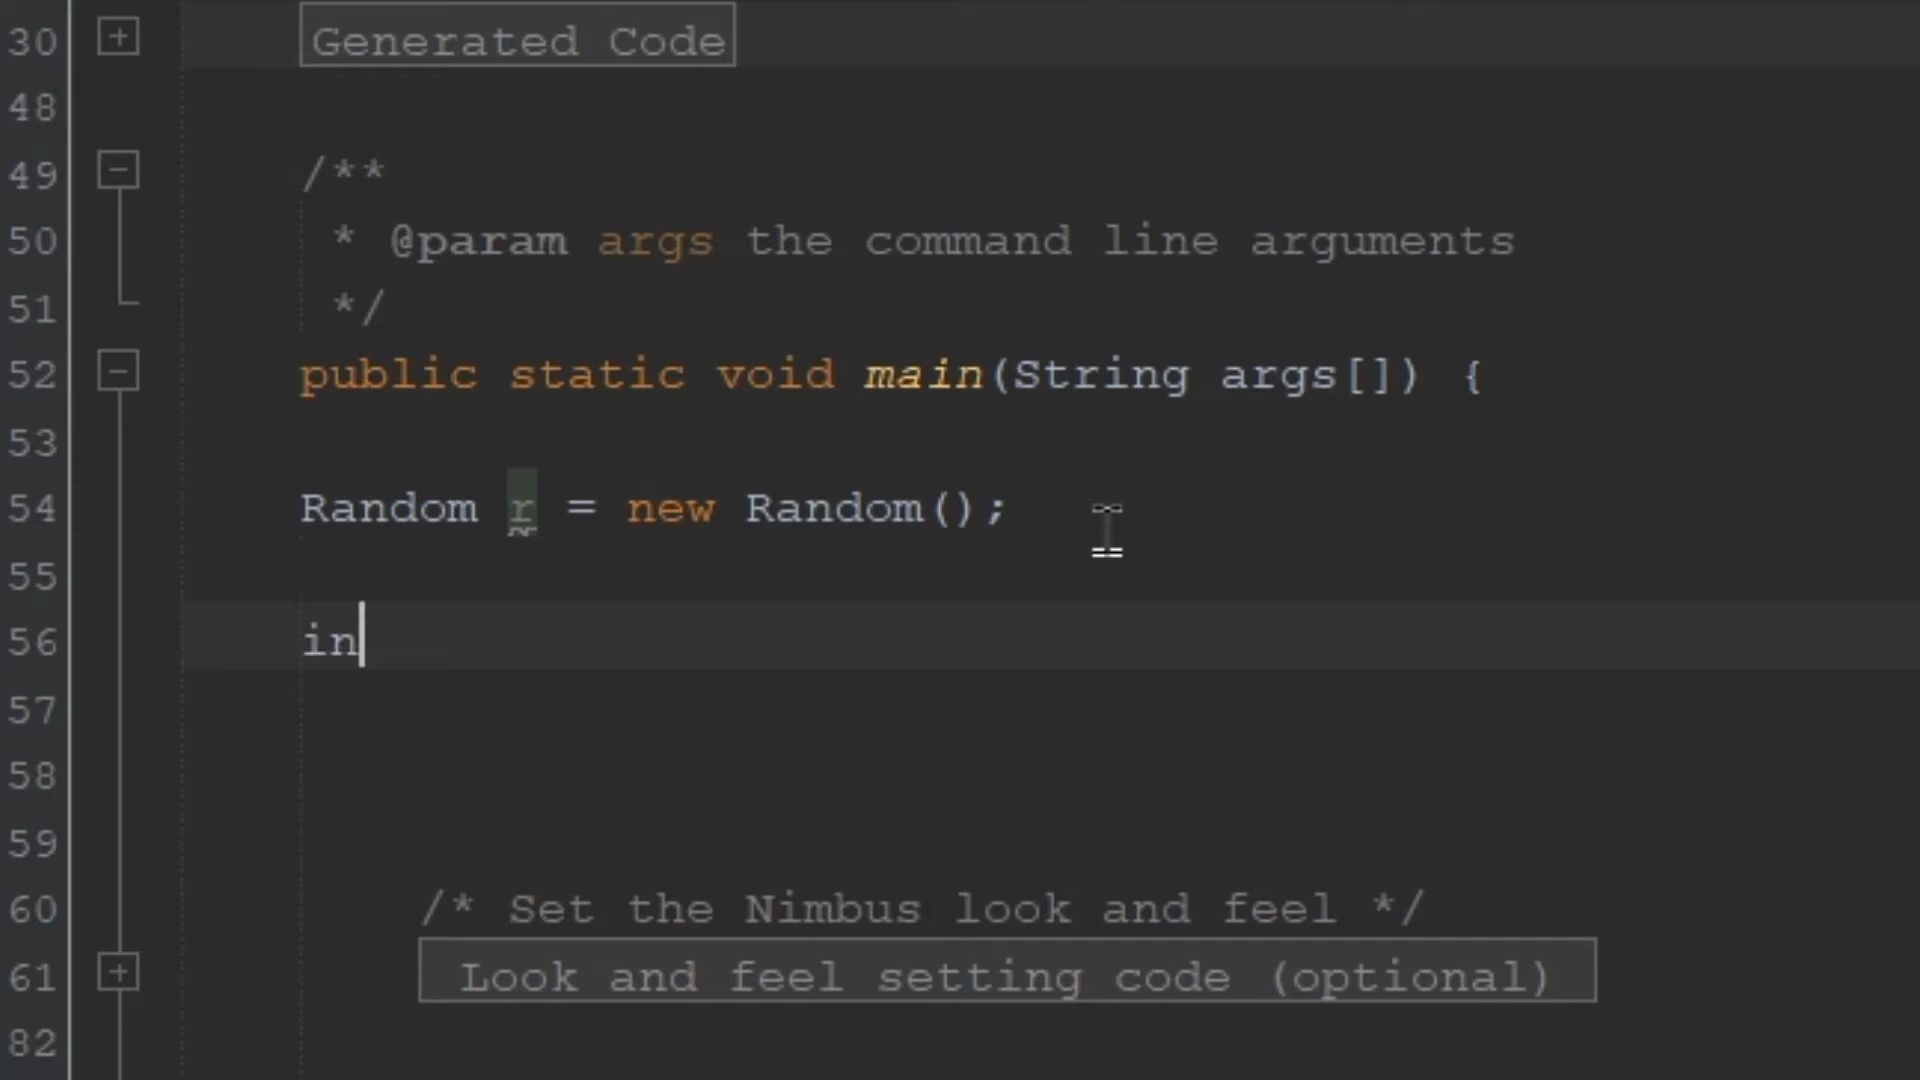 30 Generated Code
48
49 /**
50 * @param args the command line arguments
51 */
52 public static void main(String args[]) {
53
54 Random r = new Random();
55
56 in
57
58
59
60 /* Set the Nimbus look and feel */
61 Look and feel setting code (optional)
82